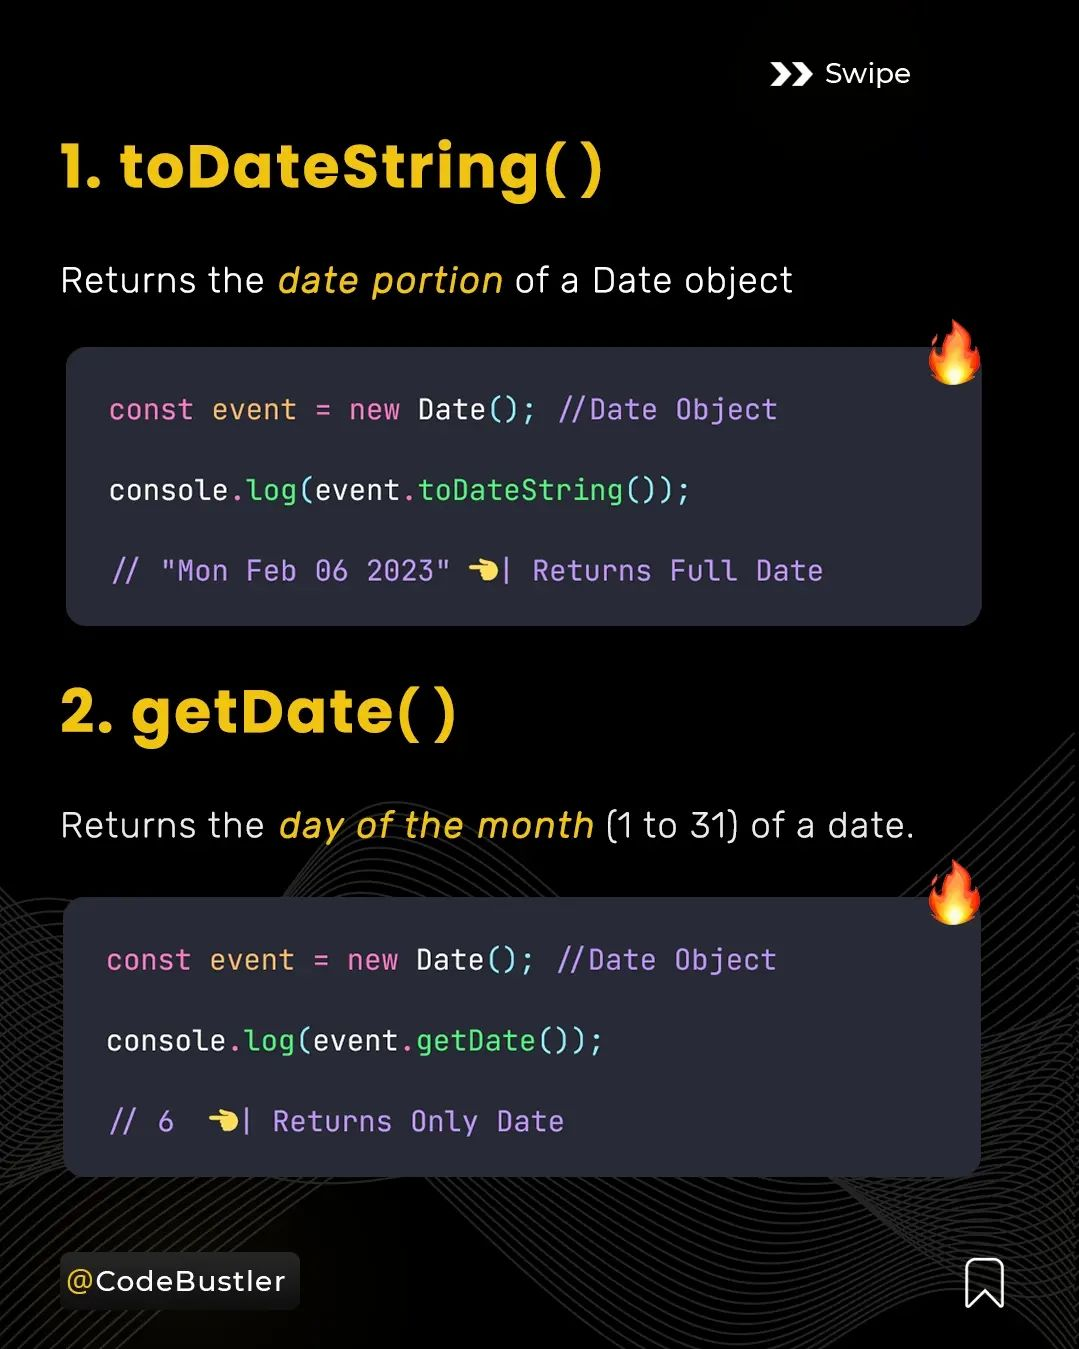 Swipe
1. toDateString( )
Returns the date portion of a Date object
const event = new Date(); //Date Object
console.log(event.toDateString());
// "Mon Feb 06 2023" 👈| Returns Full Date
2. getDate( )
Returns the day of the month (1 to 31) of a date.
const event = new Date(); //Date Object
console.log(event.getDate());
// 6 👈| Returns Only Date
@CodeBustler